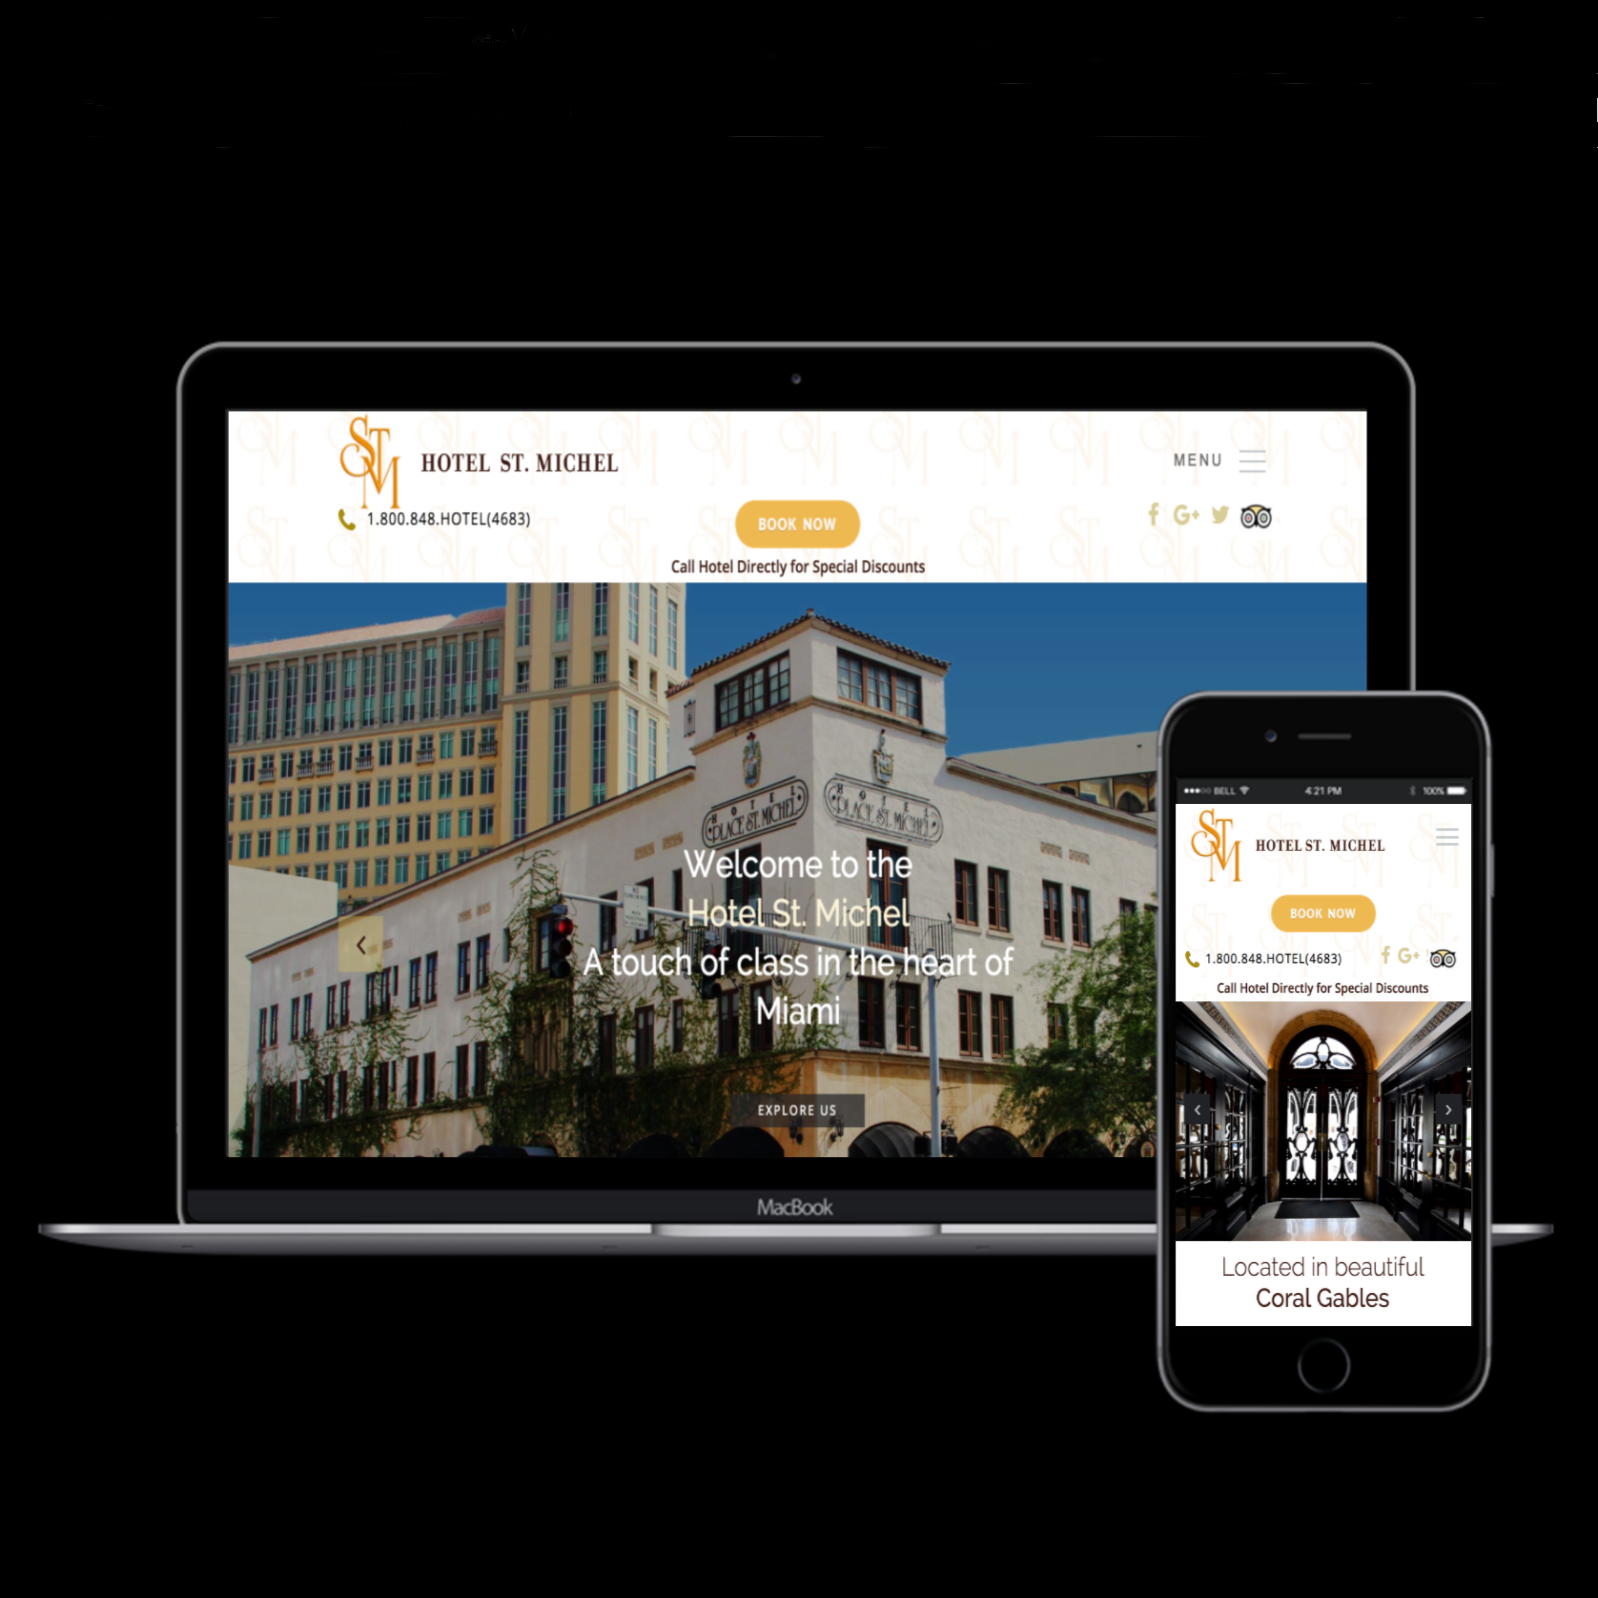 STM
HOTEL ST. MICHEL
MENU
1.800.848.HOTEL(4683)
BOOK NOW
G+
Call Hotel Directly for Special Discounts
HOTEL
PLACE ST. MICHEL
HOTEL
PLACE ST. MICHEL
Welcome to the
Hotel St. Michel
A touch of class in the heart of
Miami
EXPLORE US
MacBook
BELL
4:21 PM
100%
STM
HOTEL ST. MICHEL
BOOK NOW
1.800.848.HOTEL(4683)
G+
Call Hotel Directly for Special Discounts
Located in beautiful
Coral Gables